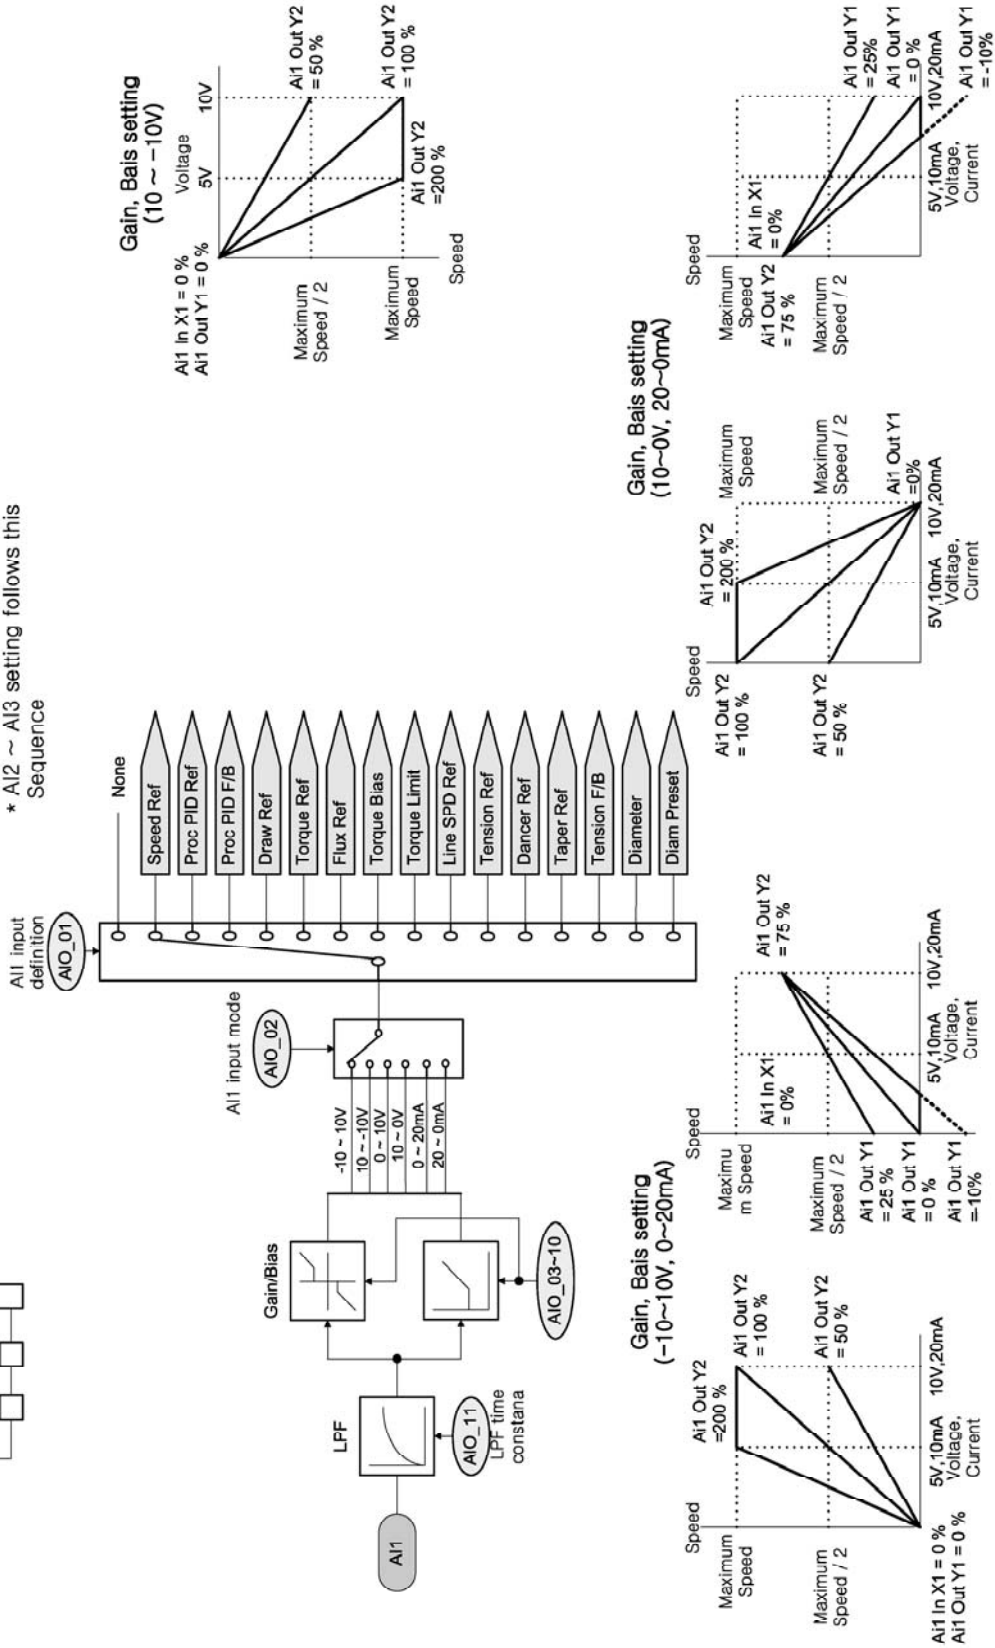 * AI2 ~ AI3 setting follows this
Sequence
AI1
LPF
AIO_11
LPF time
constana
Gain/Bias
AIO_03~10
-10 ~ 10V
10 ~ -10V
0 ~ 10V
10 ~ 0V
0 ~ 20mA
20 ~ 0mA
AI1 input mode
AIO_02
AI1 input
definition
AIO_01
None
Speed Ref
Proc PID Ref
Proc PID F/B
Draw Ref
Torque Ref
Flux Ref
Torque Bias
Torque Limit
Line SPD Ref
Tension Ref
Dancer Ref
Taper Ref
Tension F/B
Diameter
Diam Preset
Gain, Bais setting
(10 ~ -10V)
Ai1 In X1 = 0 %
Ai1 Out Y1 = 0 %
Voltage
5V
10V
Ai1 Out Y2
= 50 %
Maximum
Speed / 2
Ai1 Out Y2
= 100 %
Ai1 Out Y2
=200 %
Maximum
Speed
Speed
Gain, Bais setting
(-10~10V, 0~20mA)
Speed
Maximum
Speed
Ai1 Out Y2
=200 %
Ai1 Out Y2
= 100 %
Maximum
Speed / 2
Ai1 Out Y2
= 50 %
5V,10mA
10V,20mA
Voltage,
Current
Ai1 In X1 = 0 %
Ai1 Out Y1 = 0 %
Speed
Maximu
m Speed
Ai1 In X1
= 0%
Ai1 Out Y2
= 75 %
Maximum
Speed / 2
Ai1 Out Y1
= 25 %
Ai1 Out Y1
= 0 %
Ai1 Out Y1
=-10%
5V,10mA
10V,20mA
Voltage,
Current
Gain, Bais setting
(10~0V, 20~0mA)
Speed
Ai1 Out Y2
= 100 %
Ai1 Out Y2
= 200 %
Maximum
Speed
Ai1 Out Y2
= 50 %
Maximum
Speed / 2
Ai1 Out Y1
=0%
5V,10mA
10V,20mA
Voltage,
Current
Speed
Maximum
Speed
Ai1 Out Y2
= 75 %
Ai1 In X1
= 0%
Maximum
Speed / 2
Ai1 Out Y1
= 25%
Ai1 Out Y1
= 0 %
10V,20mA
Ai1 Out Y1
= -10%
5V,10mA
Voltage,
Current